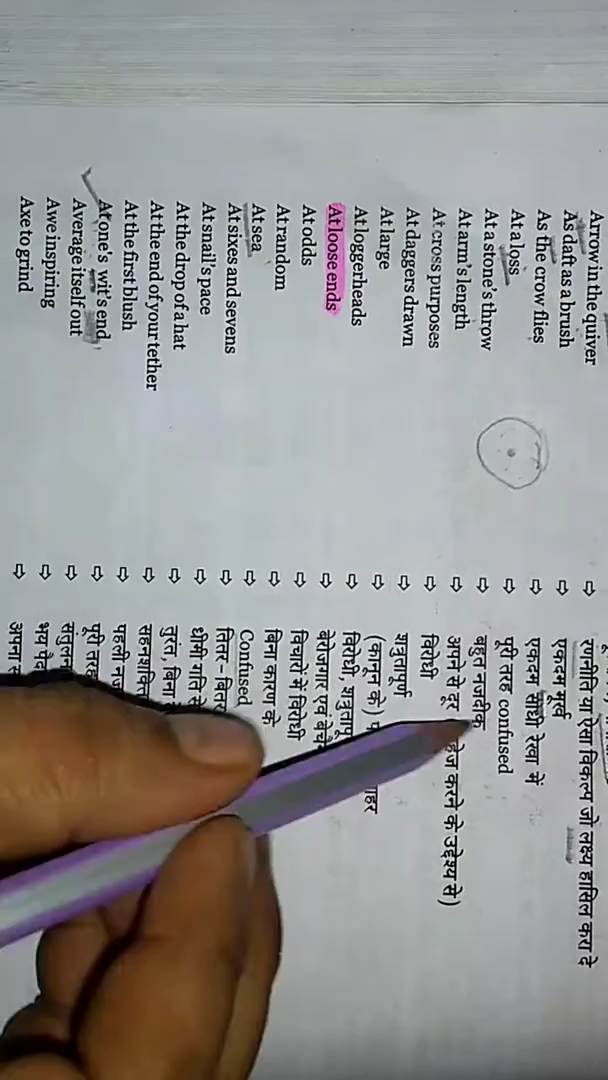 Arrow in the quiver ⇨ रणनीति या ऐसा विकल्प जो लक्ष्य हासिल करा दे
As daft as a brush ⇨ एकदम मूर्ख
As the crow flies ⇨ एकदम सीधी रेखा में
At a loss ⇨ पूरी तरह confused
At a stone's throw ⇨ बहुत नजदीक
At arm's length ⇨ अपने से दूर करने के उद्देश्य से)
At cross purposes ⇨ विरोधी
At daggers drawn ⇨ शत्रुतापूर्ण
At large ⇨ (कानून के)
At loggerheads ⇨ विरोधी,
At loose ends ⇨ बेरोजगार एवं
At odds ⇨ विचारों में विरोधी
At random ⇨ बिना कारण के
At sea ⇨ Confused
At sixes and sevens ⇨ तितर-बितर
At snail's pace ⇨ धीमी गति से
At the drop of a hat ⇨ तुरंत, बिना
At the end of your tether ⇨
At the first blush ⇨ पहली
At one's wit's end ⇨ पूरी तरह
Average itself out ⇨
Awe inspiring ⇨ भय
Axe to grind ⇨ अपना